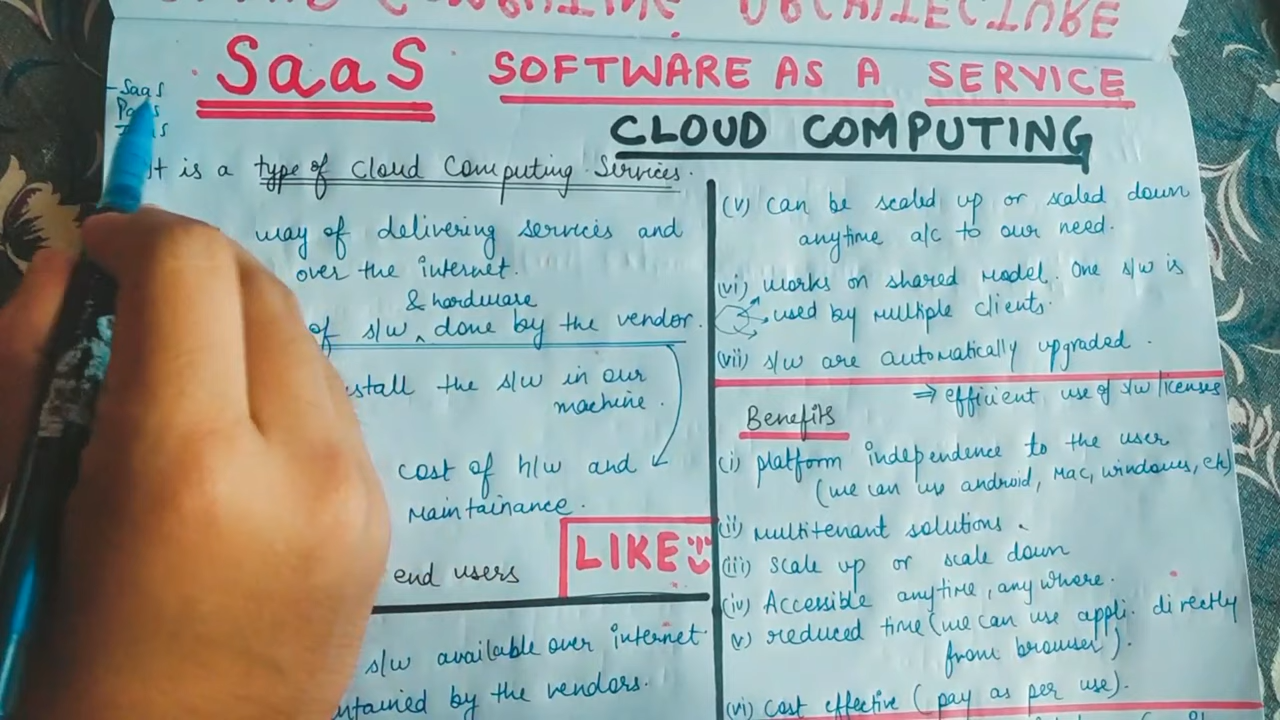 SaaS SOFTWARE AS A SERVICE
CLOUD COMPUTING
- SaaS
It is a type of Cloud Computing Services.
way of delivering services and
over the internet.
& hardware
of s/w ^ done by the vendor.
the s/w in our
machine.
cost of h/w and
maintainance.
end users
LIKE
s/w available over internet
by the vendors.
(v) can be scaled up or scaled down
anytime a/c to our need.
(vi) works on shared model. One s/w is
used by multiple clients.
(vii) s/w are automatically upgraded.
⇒ efficient use of s/w/licenses
Benefits
(i) platform independence to the user
(we can use android, Mac, windows, etc)
(ii) Multitenant solutions.
(iii) Scale up or scale down
(iv) Accessible anytime, anywhere.
v) reduced time (we can use appli. directly
from browser).
(vi) Cost effective (pay as per use).